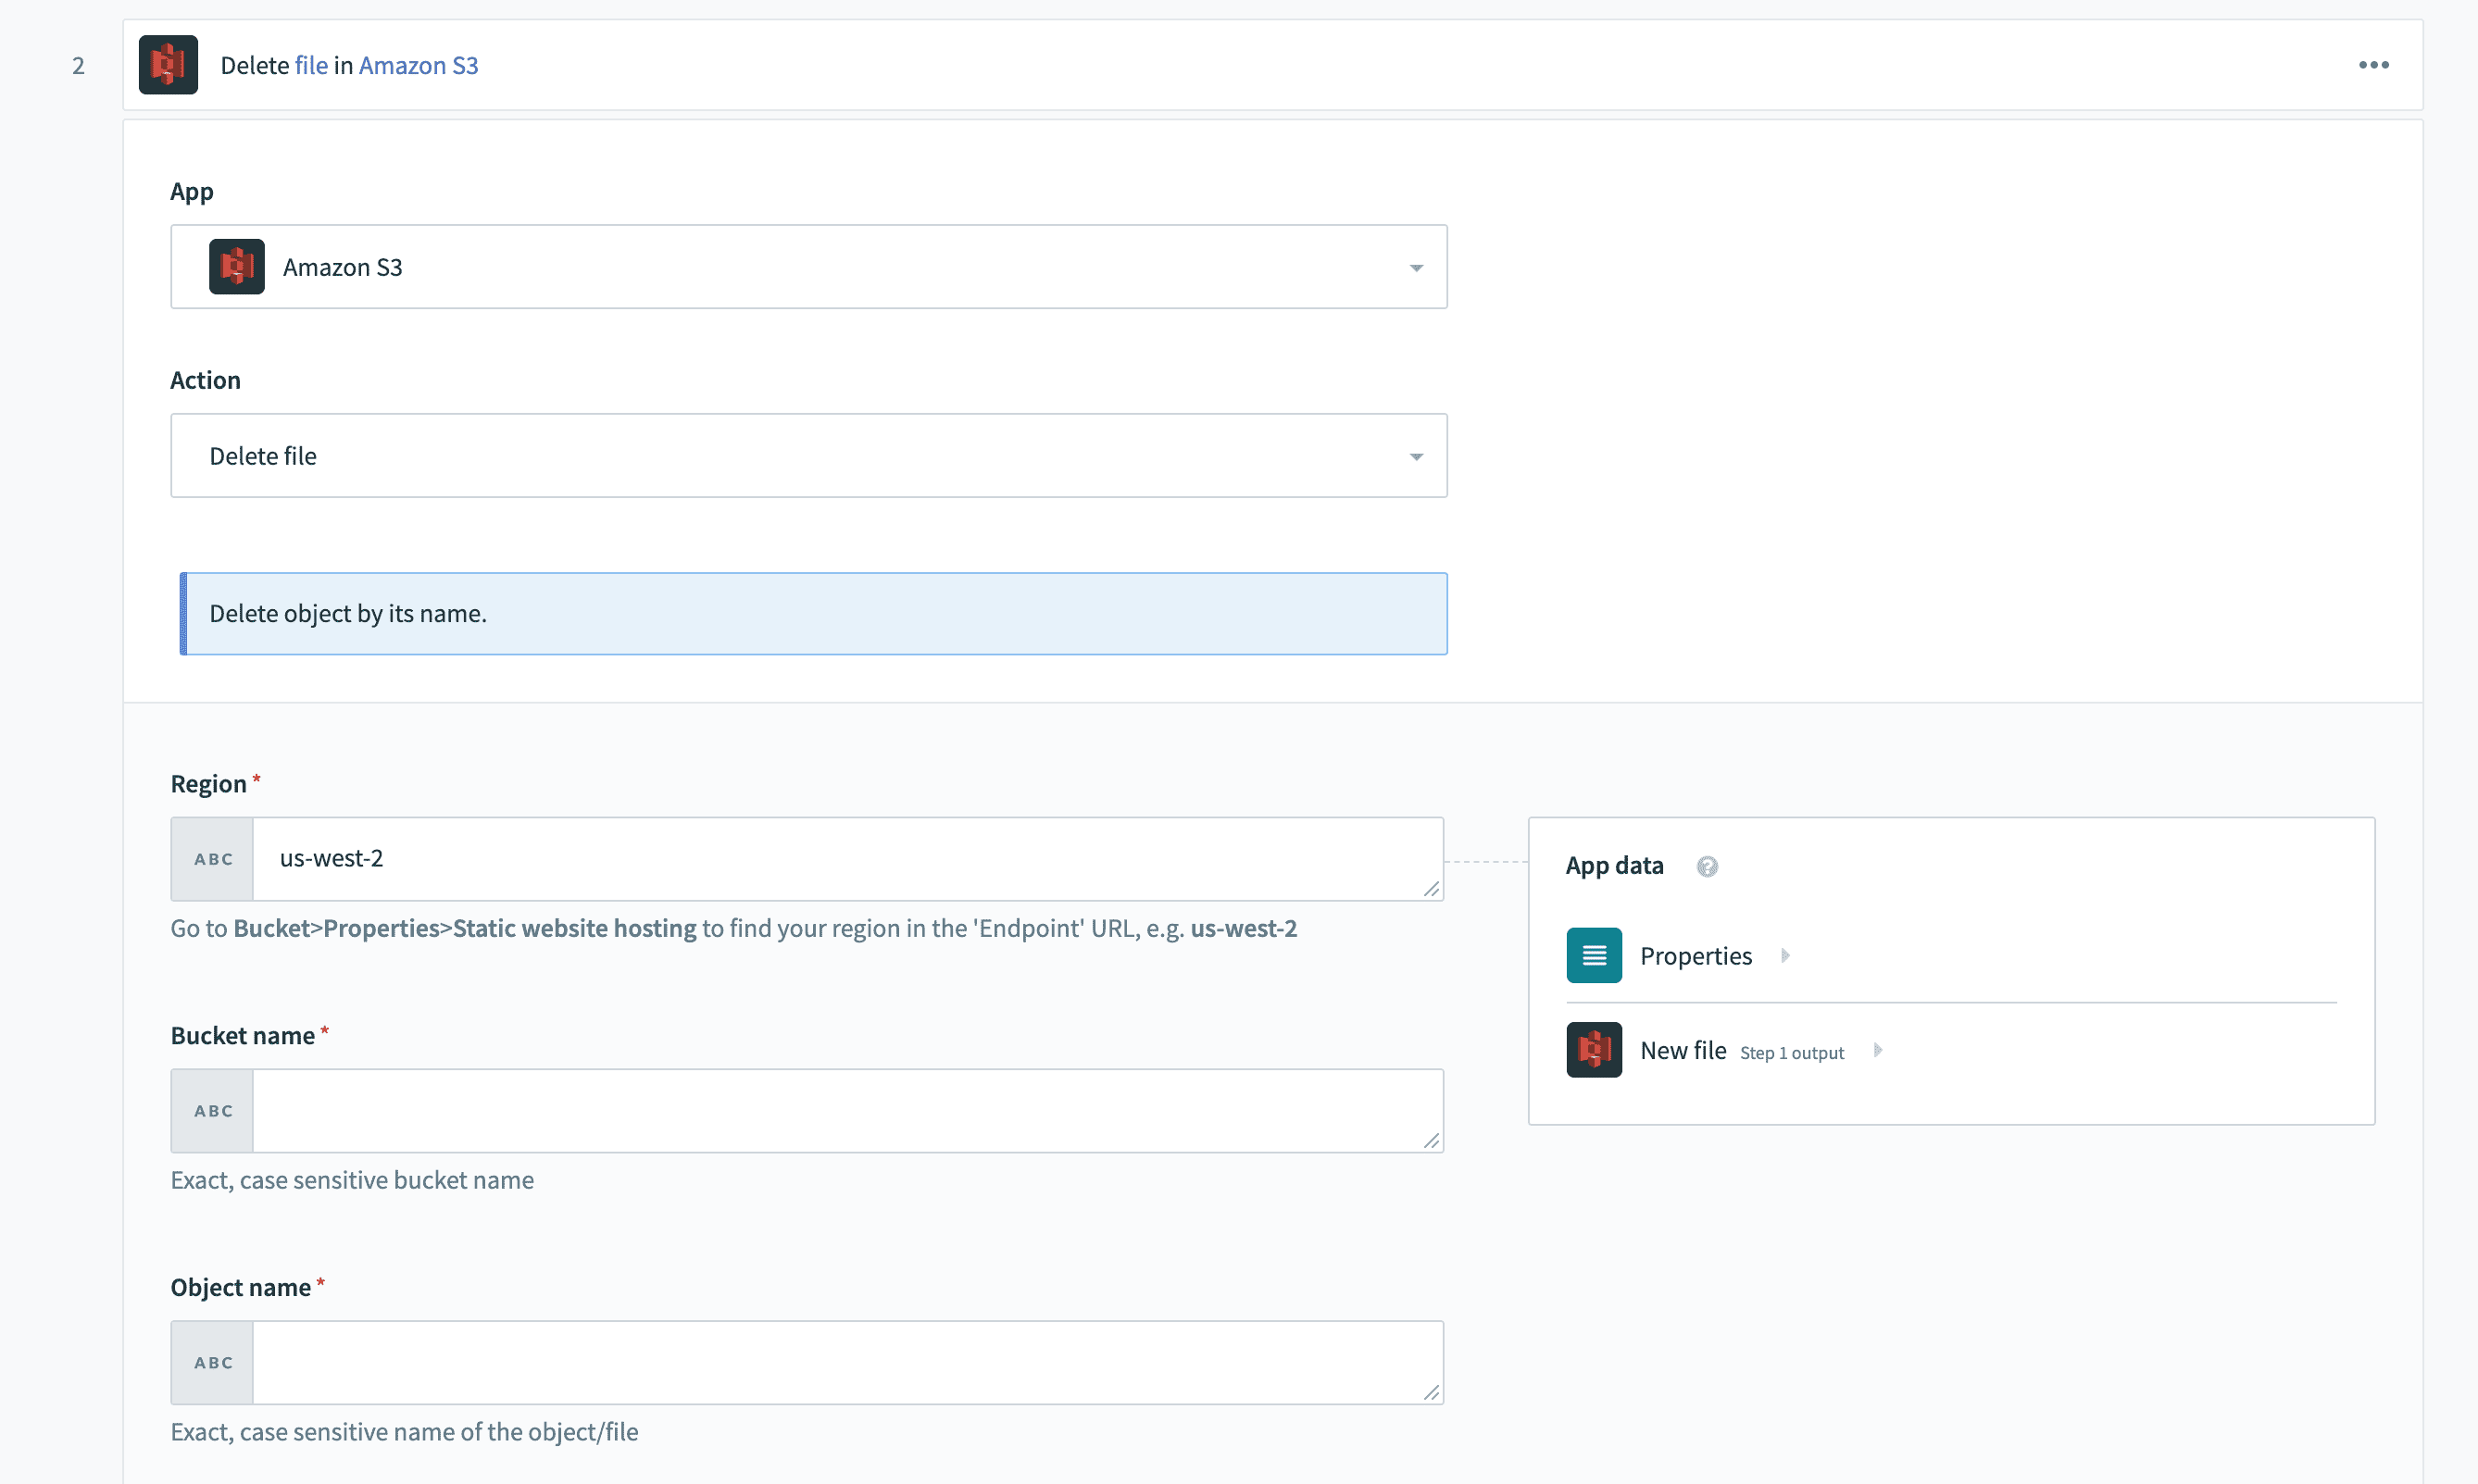 2
Delete file in Amazon S3
App
Amazon S3
Action
Delete file
Delete object by its name.
Region *
ABC
us-west-2
Go to Bucket>Properties>Static website hosting to find your region in the 'Endpoint' URL, e.g. us-west-2
App data ?
Properties
New file Step 1 output
Bucket name *
ABC
Exact, case sensitive bucket name
Object name *
ABC
Exact, case sensitive name of the object/file